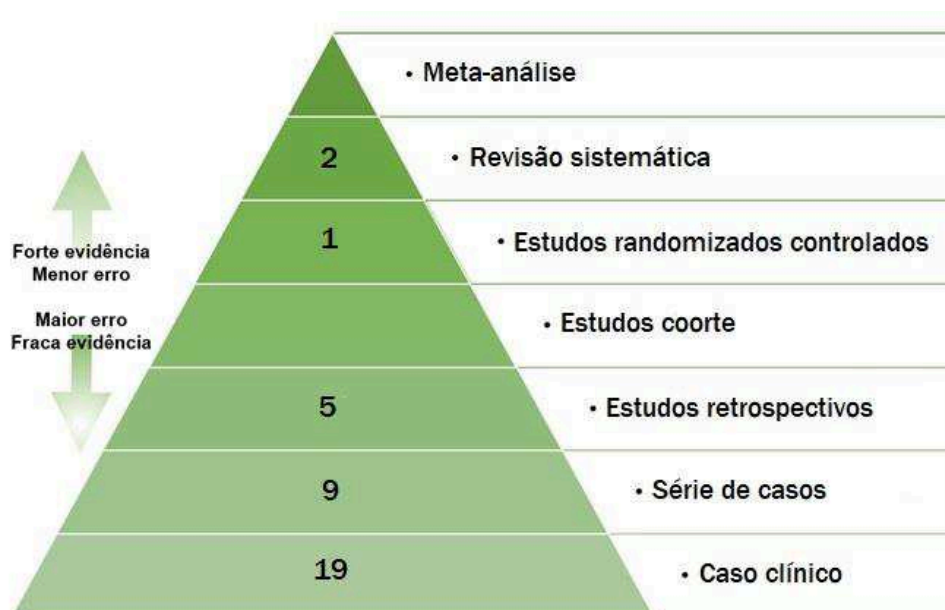 • Meta-análise
2
• Revisão sistemática
1
• Estudos randomizados controlados
Forte evidência
Menor erro
Maior erro
Fraca evidência
• Estudos coorte
5
• Estudos retrospectivos
9
• Série de casos
19
• Caso clínico